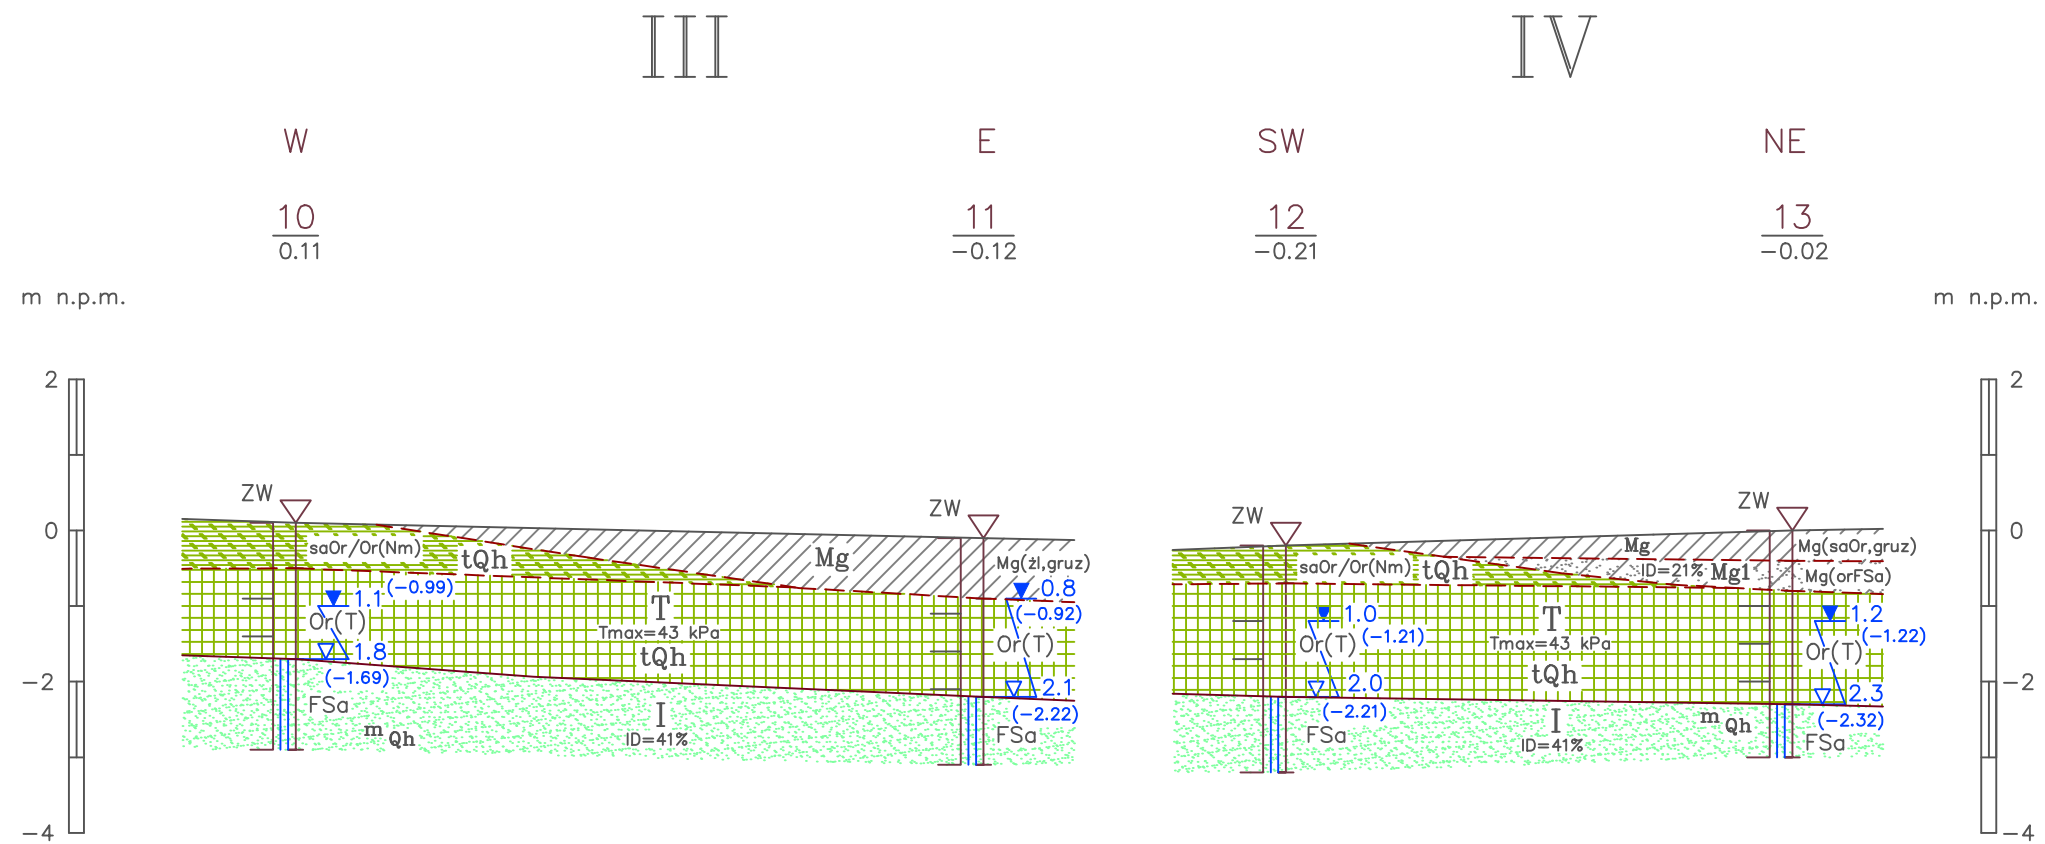 III IV
W E SW NE
10 11 12 13
0.11 -0.12 -0.21 -0.02
m n.p.m. m n.p.m.
2 2
ZW ZW ZW ZW
0 0
saOr/Or(Nm) tQh Mg Mg(żl,gruz)
saOr/Or(Nm) tQh Mg Mg(saOr,gruz)
ID=21% Mg1 Mg(orFSa)
1.1 (-0.99) 0.8 (-0.92)
1.0 (-1.21) 1.2 (-1.22)
Or(T) T Or(T)
Tmax=43 kPa
tQh
Or(T) T Or(T)
Tmax=43 kPa
tQh
1.8 (-1.69) 2.1 (-2.22)
2.0 (-2.21) 2.3 (-2.32)
-2 -2
FSa m Qh I FSa
ID=41%
FSa I m Qh FSa
ID=41%
-4 -4